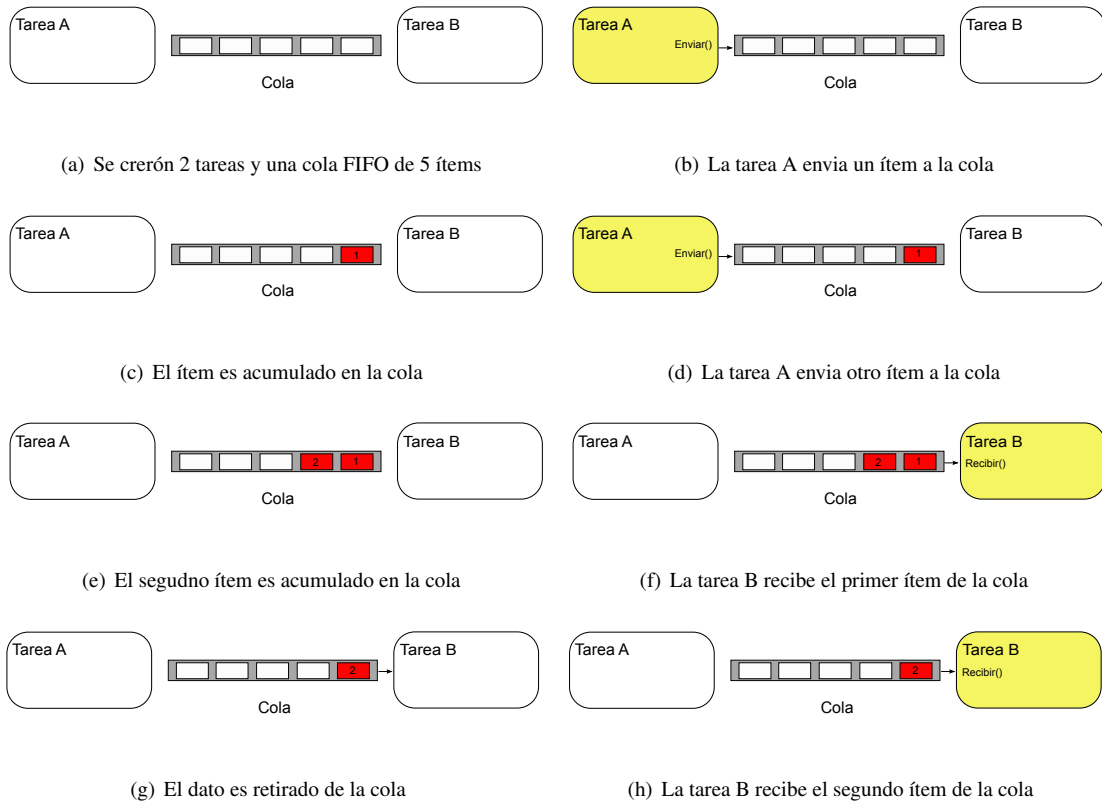 Tarea A
Tarea B
Cola
(a) Se crerón 2 tareas y una cola FIFO de 5 ítems
Tarea A
Enviar()
Tarea B
Cola
(b) La tarea A envia un ítem a la cola
Tarea A
1
Tarea B
Cola
(c) El ítem es acumulado en la cola
Tarea A
Enviar()
1
Tarea B
Cola
(d) La tarea A envia otro ítem a la cola
Tarea A
2 1
Tarea B
Cola
(e) El segudno ítem es acumulado en la cola
Tarea A
2 1
Tarea B
Recibir()
Cola
(f) La tarea B recibe el primer ítem de la cola
Tarea A
2
Tarea B
Cola
(g) El dato es retirado de la cola
Tarea A
2
Tarea B
Recibir()
Cola
(h) La tarea B recibe el segundo ítem de la cola